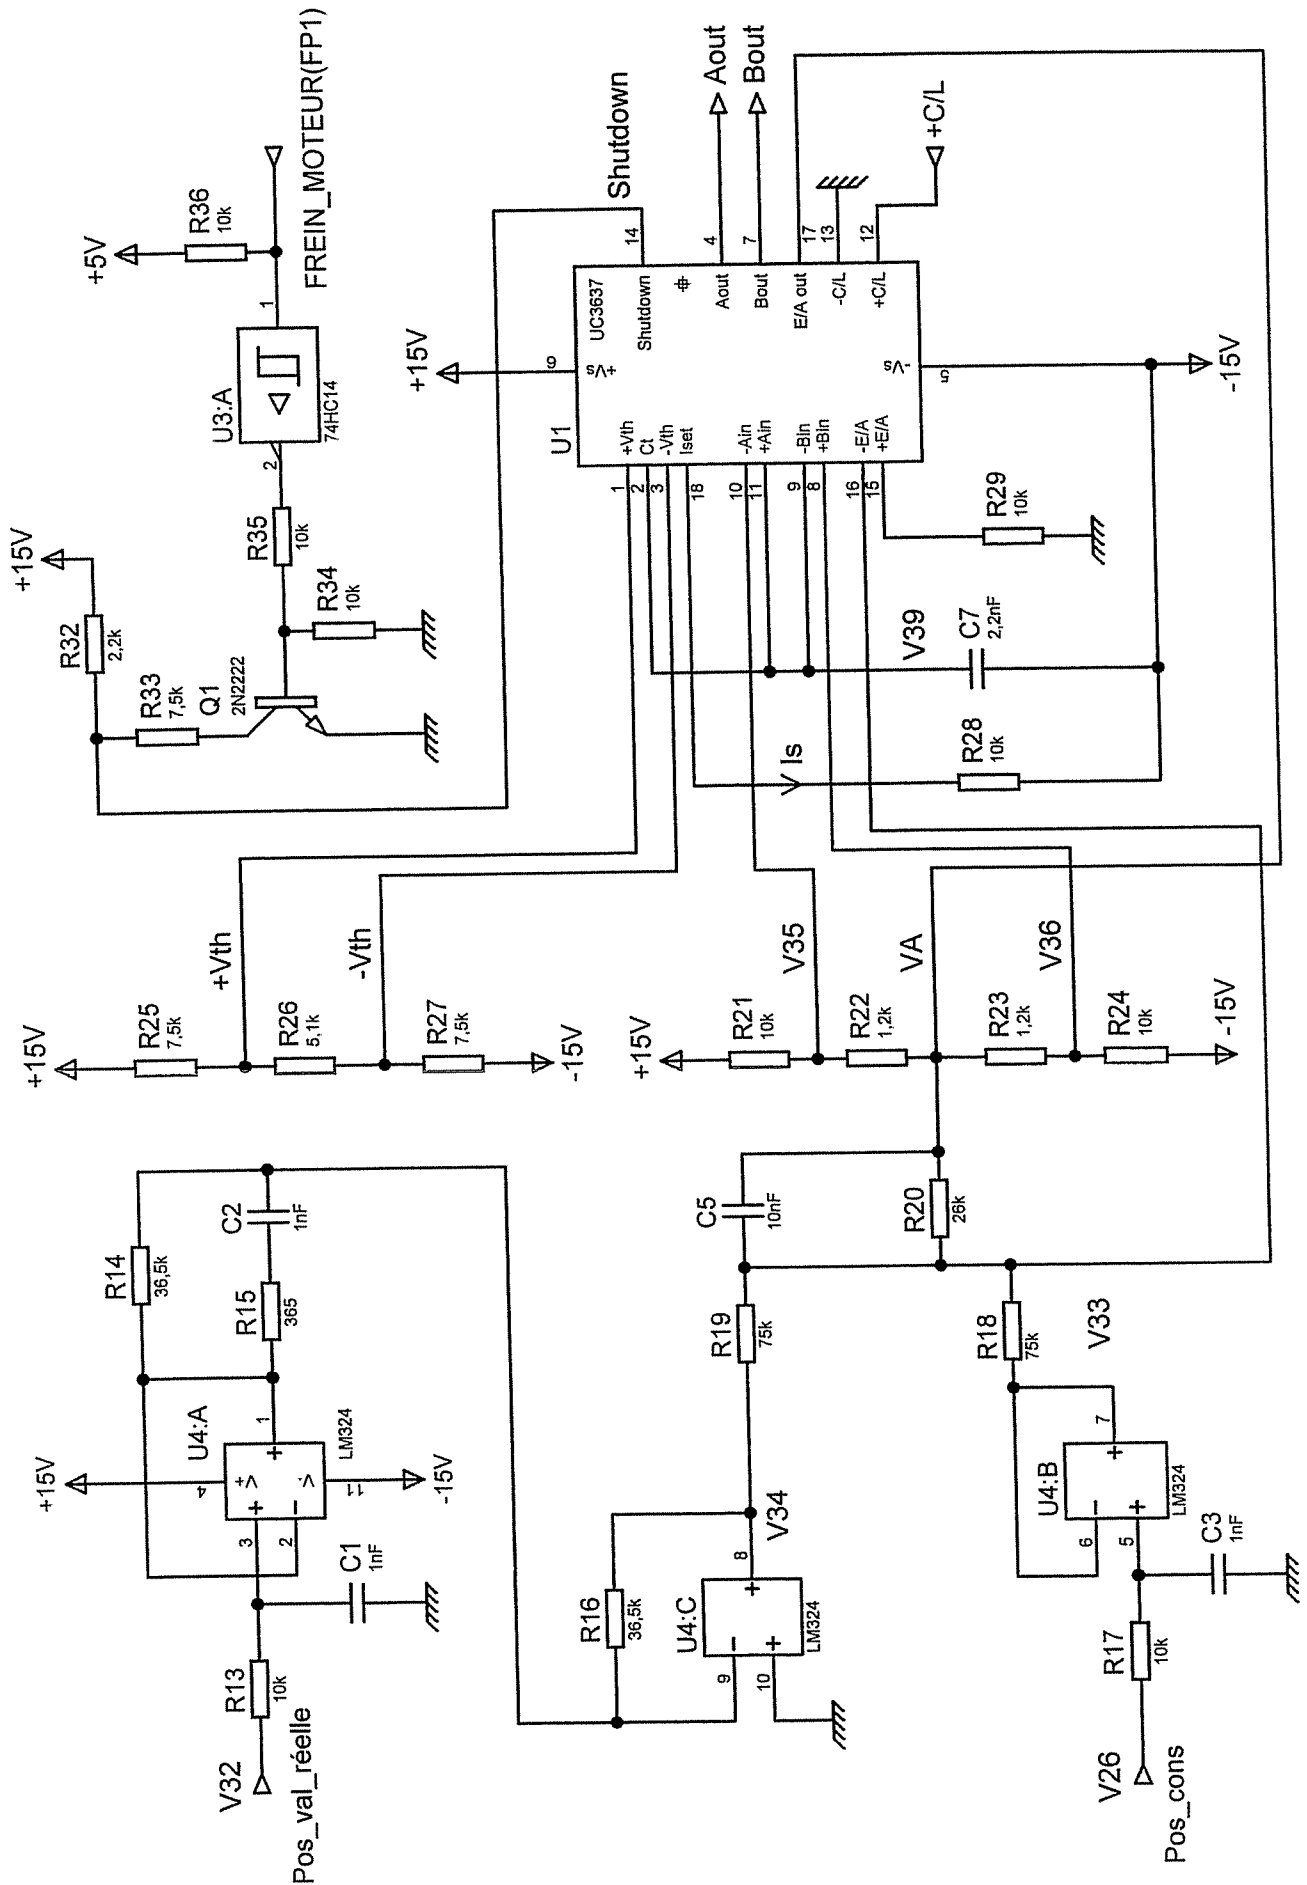 +5V
R36
10k
FREIN_MOTEUR(FP1)
1
U3:A
74HC14
2
R35
10k
R34
10k
+15V
R32
2,2k
R33
7,5k
Q1
2N2222
Shutdown
Aout
Bout
+C/L
+15V
U1
UC3637
14
Shutdown
ф
4
Aout
7
Bout
17
E/A out
13
-C/L
12
+C/L
6
+Vs
5
-Vs
-15V
1
+Vth
2
Ct
3
-Vth
18
Iset
10
-Ain
11
+Ain
9
-Bin
8
+Bin
16
-E/A
15
+E/A
R29
10k
V39
C7
2,2nF
Is
R28
10k
+15V
R25
7,5k
+Vth
R26
5,1k
-Vth
R27
7,5k
-15V
+15V
R21
10k
V35
R22
1,2k
VA
R23
1,2k
V36
R24
10k
-15V
R14
36,5k
C2
1nF
R15
365
+15V
U4:A
LM324
4
V+
V-
11
-15V
1
+
3
+
2
−
C1
1nF
R13
10k
V32
Pos_val_réelle
C5
10nF
R20
26k
R19
75k
R18
75k
V33
V34
R16
36,5k
U4:C
LM324
8
+
9
−
10
+
U4:B
LM324
7
+
6
−
5
+
C3
1nF
R17
10k
V26
Pos_cons